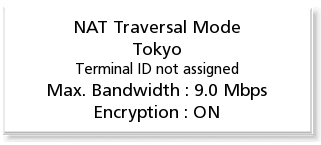 NAT Traversal Mode
Tokyo
Terminal ID not assigned
Max. Bandwidth : 9.0 Mbps
Encryption : ON